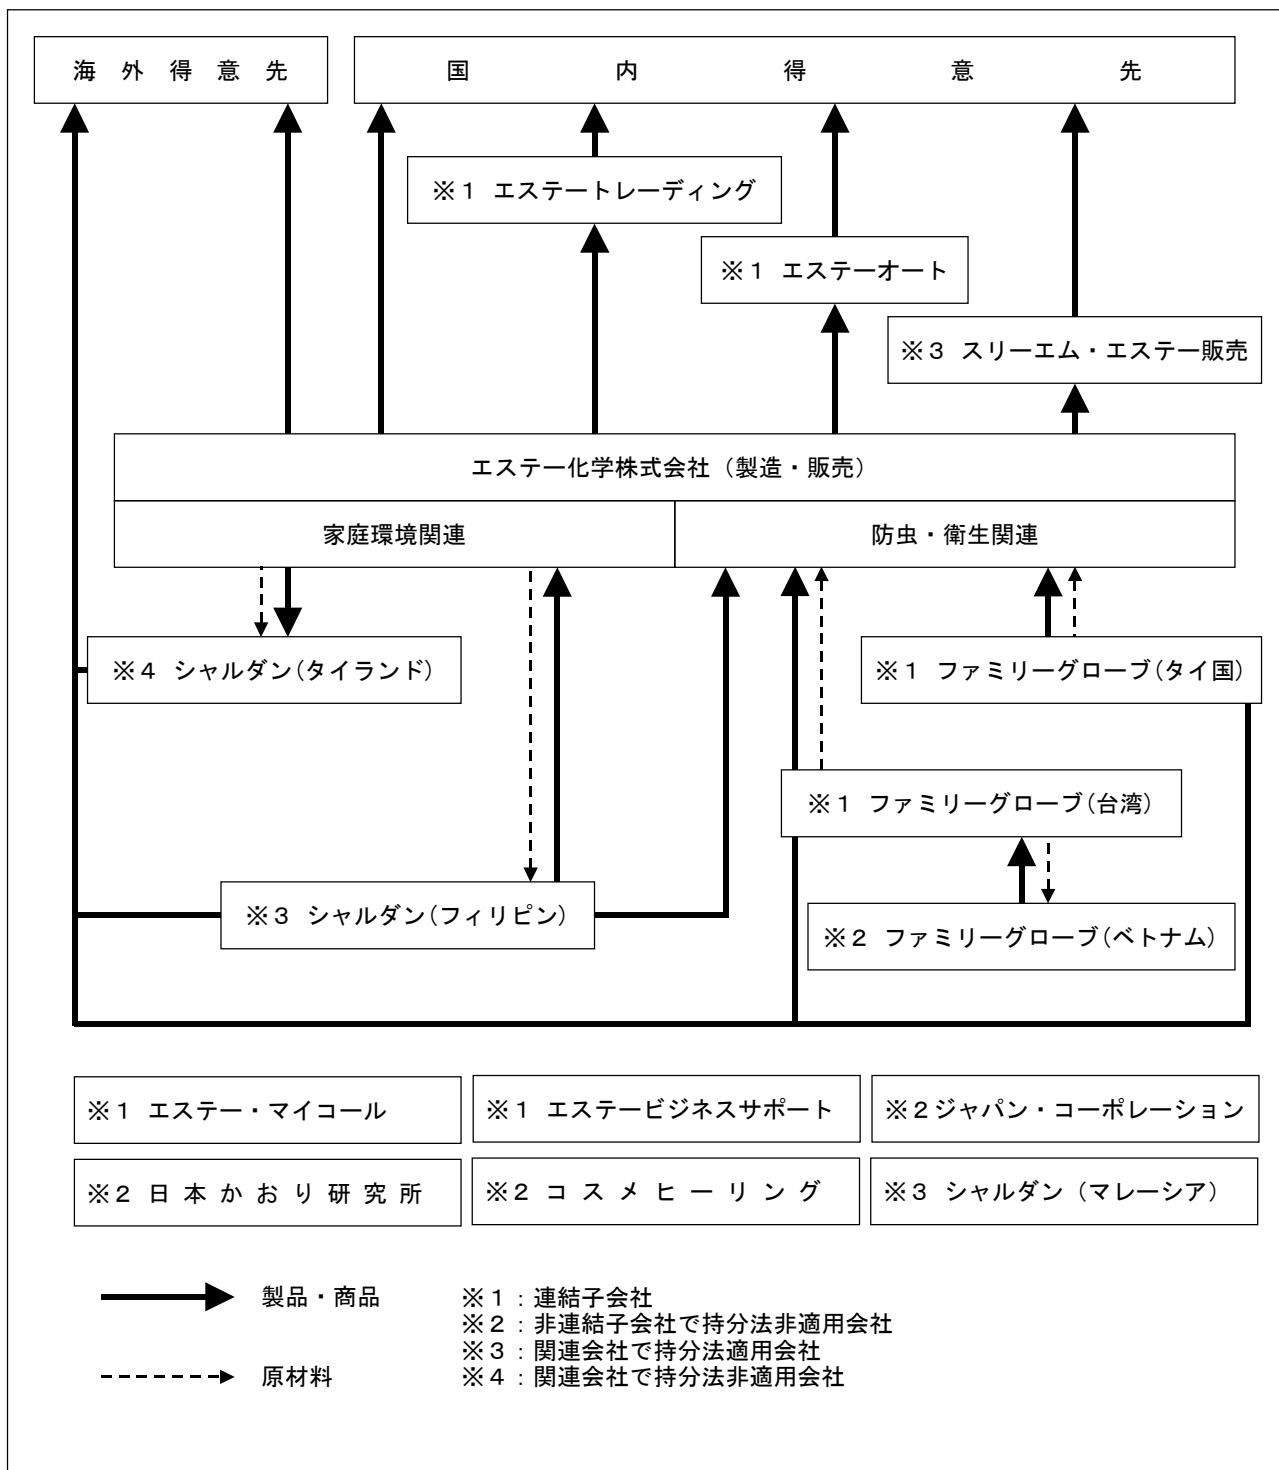 海外得意先
国内得意先
※１ エステートレーディング
※１ エステーオート
※３ スリーエム・エステー販売
エステー化学株式会社（製造・販売）
家庭環境関連
防虫・衛生関連
※４ シャルダン(タイランド)
※１ ファミリーグローブ(タイ国)
※１ ファミリーグローブ(台湾)
※３ シャルダン(フィリピン)
※２ ファミリーグローブ(ベトナム)
※１ エステー・マイコール
※１ エステービジネスサポート
※２ジャパン・コーポレーション
※２日本かおり研究所
※２コスメヒーリング
※３ シャルダン（マレーシア）
製品・商品
※１：連結子会社
※２：非連結子会社で持分法非適用会社
※３：関連会社で持分法適用会社
原材料
※４：関連会社で持分法非適用会社